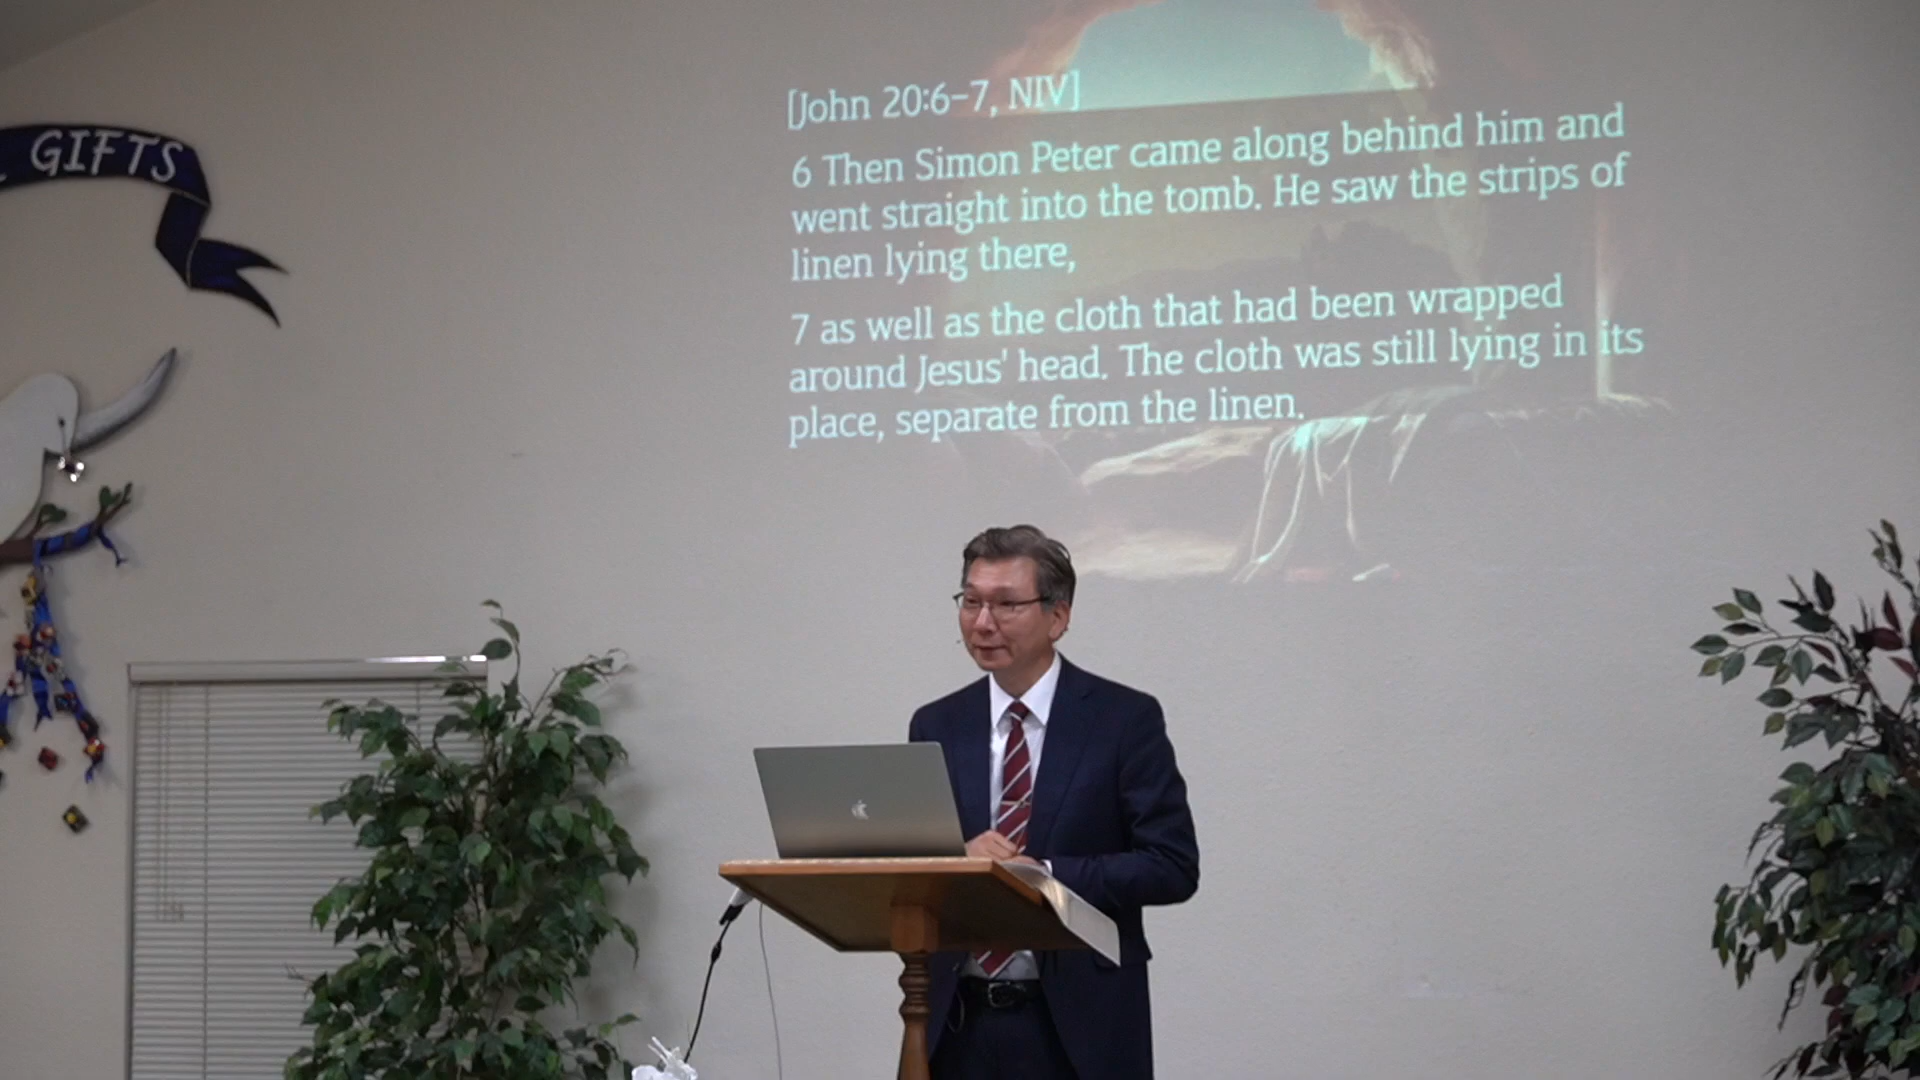 GIFTS
[John 20:6-7, NIV]
6 Then Simon Peter came along behind him and
went straight into the tomb. He saw the strips of
linen lying there,
7 as well as the cloth that had been wrapped
around Jesus' head. The cloth was still lying in its
place, separate from the linen.